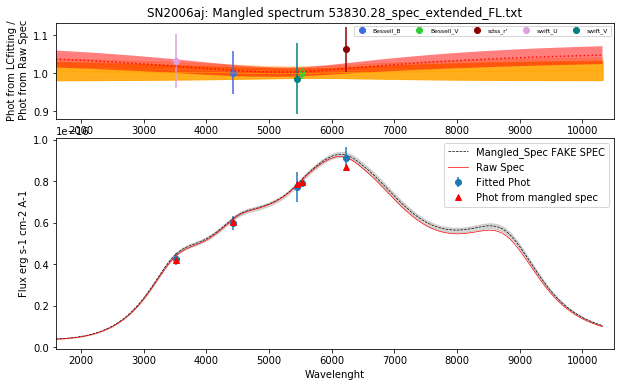 SN2006aj: Mangled spectrum 53830.28_spec_extended_FL.txt
Phot from LCfitting /
Phot from Raw Spec
1.1
1.0
0.9
Bessell_B
Bessell_V
sdss_r'
swift_U
swift_V
2000 3000 4000 5000 6000 7000 8000 9000 10000
Flux erg s-1 cm-2 A-1
1.0
0.8
0.6
0.4
0.2
0.0
Mangled_Spec FAKE SPEC
Raw Spec
Fitted Phot
Phot from mangled spec
2000 3000 4000 5000 6000 7000 8000 9000 10000
Wavelenght